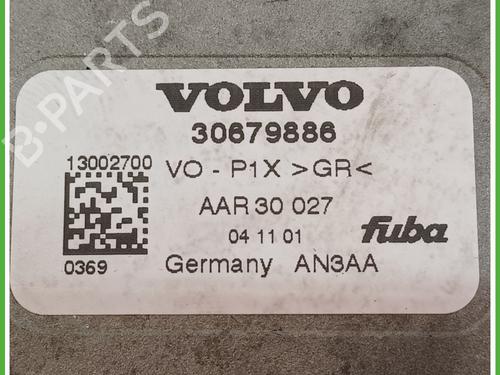 B-PARTS
VOLVO
30679886
13002700
VO - P1X >GR<
AAR 30 027
04 11 01
fuba
0369
Germany AN3AA